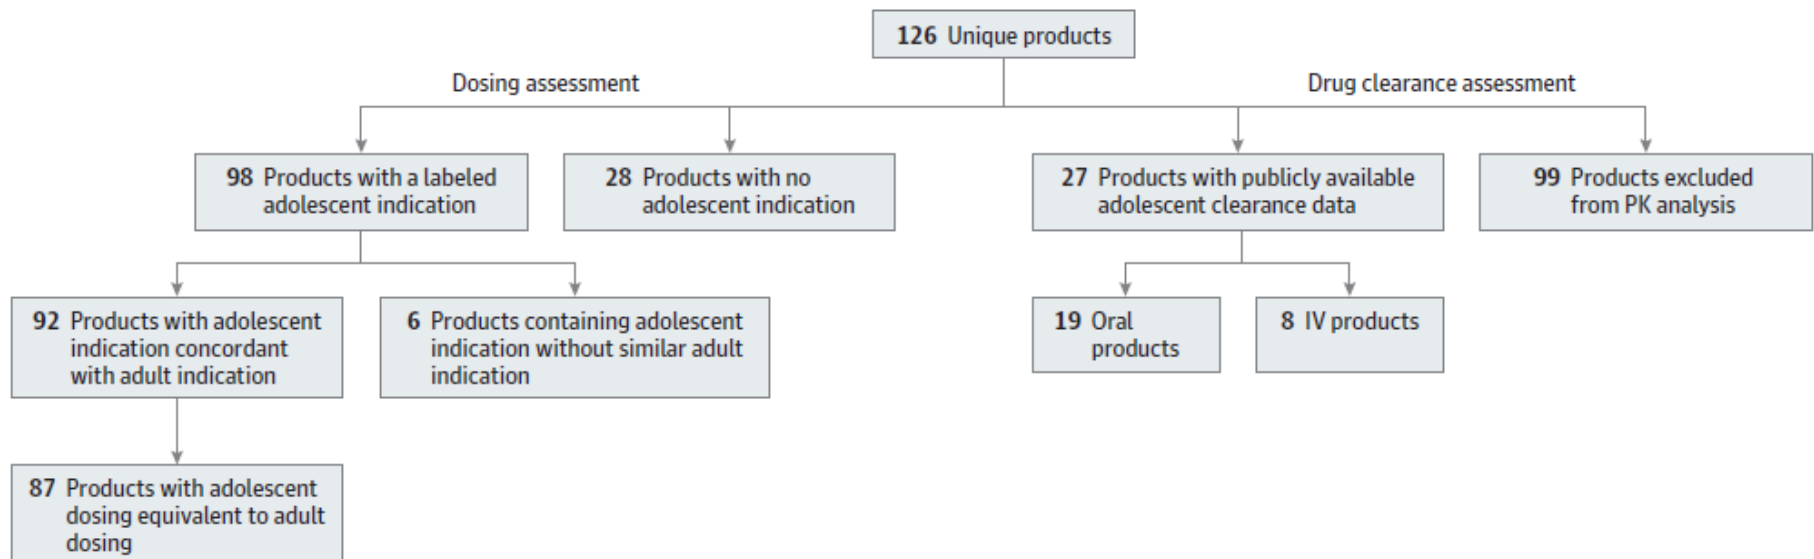 126 Unique products
Dosing assessment
Drug clearance assessment
98 Products with a labeled
adolescent indication
28 Products with no
adolescent indication
27 Products with publicly available
adolescent clearance data
99 Products excluded
from PK analysis
92 Products with adolescent
indication concordant
with adult indication
6 Products containing adolescent
indication without similar adult
indication
19 Oral
products
8 IV products
87 Products with adolescent
dosing equivalent to adult
dosing